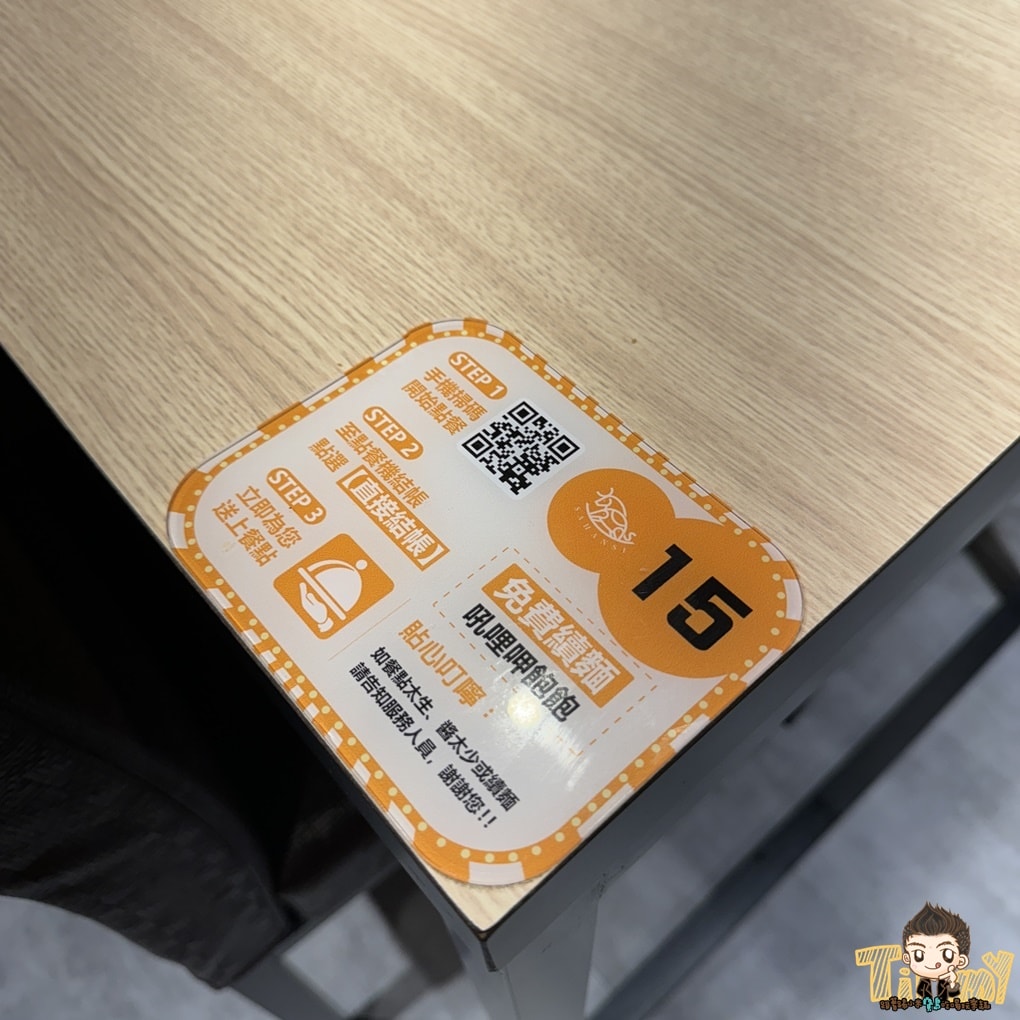 STEP 1
手機掃碼
開始點餐
STEP 2
至點餐機結帳
點選【直接結帳】
STEP 3
立即為您
送上餐點
15
免費續麵
吼哩呷飽飽
貼心叮嚀：
如餐點太生、醬太少或續麵
請告知服務人員，謝謝您!!